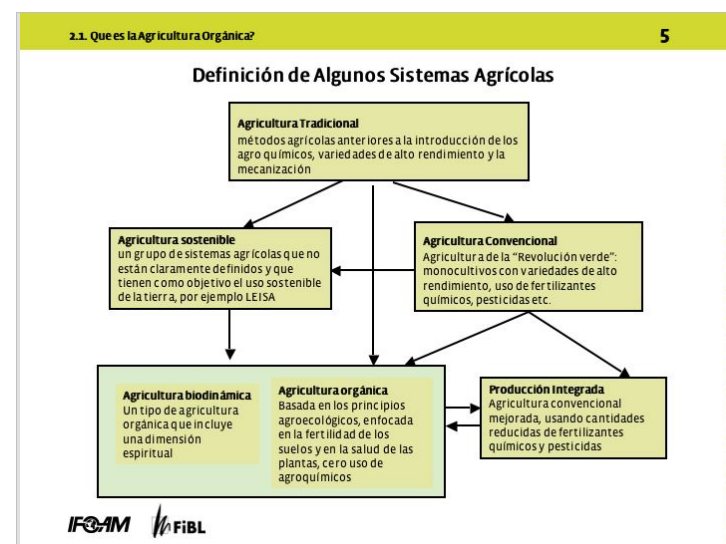 2.1. Que es la Agricultura Orgánica?
5
Definición de Algunos Sistemas Agrícolas
Agricultura Tradicional
métodos agrícolas anteriores a la introducción de los
agro químicos, variedades de alto rendimiento y la
mecanización
Agricultura sostenible
un grupo de sistemas agrícolas que no
están claramente definidos y que
tienen como objetivo el uso sostenible
de la tierra, por ejemplo LEISA
Agricultura Convencional
Agricultura de la “Revolución verde”:
monocultivos con variedades de alto
rendimiento, uso de fertilizantes
químicos, pesticidas etc.
Agricultura biodinámica
Un tipo de agricultura
orgánica que incluye
una dimensión
espiritual
Agricultura orgánica
Basada en los principios
agroecológicos, enfocada
en la fertilidad de los
suelos y en la salud de las
plantas, cero uso de
agroquímicos
Producción Integrada
Agricultura convencional
mejorada, usando cantidades
reducidas de fertilizantes
químicos y pesticidas
IFOAM
FiBL